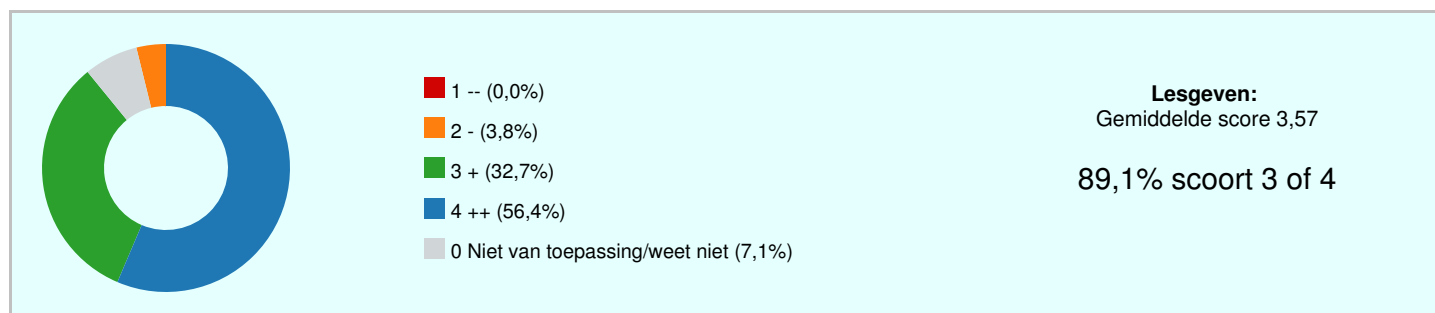 1 -- (0,0%)
2 - (3,8%)
3 + (32,7%)
4 ++ (56,4%)
0 Niet van toepassing/weet niet (7,1%)
Lesgeven:
Gemiddelde score 3,57
89,1% scoort 3 of 4